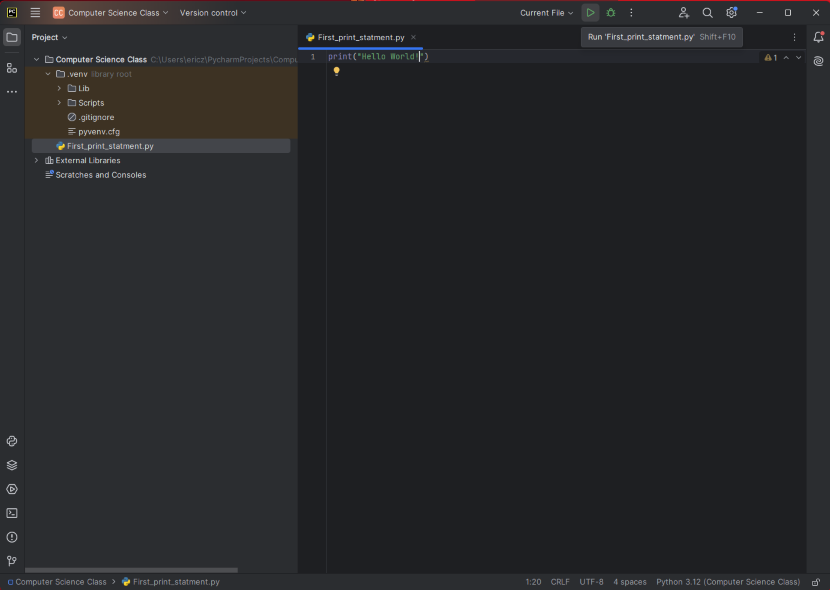 PC CC Computer Science Class Version control Current File
Project First_print_statment.py Run 'First_print_statment.py' Shift+F10
Computer Science Class C:\Users\ericz\PycharmProjects\Compu
1 print("Hello World!") 1
.venv library root
Lib
Scripts
.gitignore
pyvenv.cfg
First_print_statment.py
External Libraries
Scratches and Consoles
Computer Science Class > First_print_statment.py 1:20 CRLF UTF-8 4 spaces Python 3.12 (Computer Science Class)